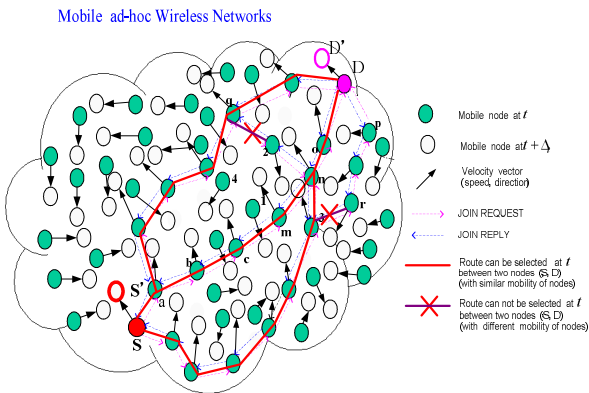 Mobile ad-hoc Wireless Networks
D'
D
q
p
2
o
4
n
1
3
r
m
b
c
S'
a
S
Mobile node at t
Mobile node at t + Δ,
Velocity vector
(speed, direction)
JOIN REQUEST
JOIN REPLY
Route can be selected at t
between two nodes (S, D)
(with similar mobility of nodes)
Route can not be selected at t
between two nodes (S, D)
(with different mobility of nodes)